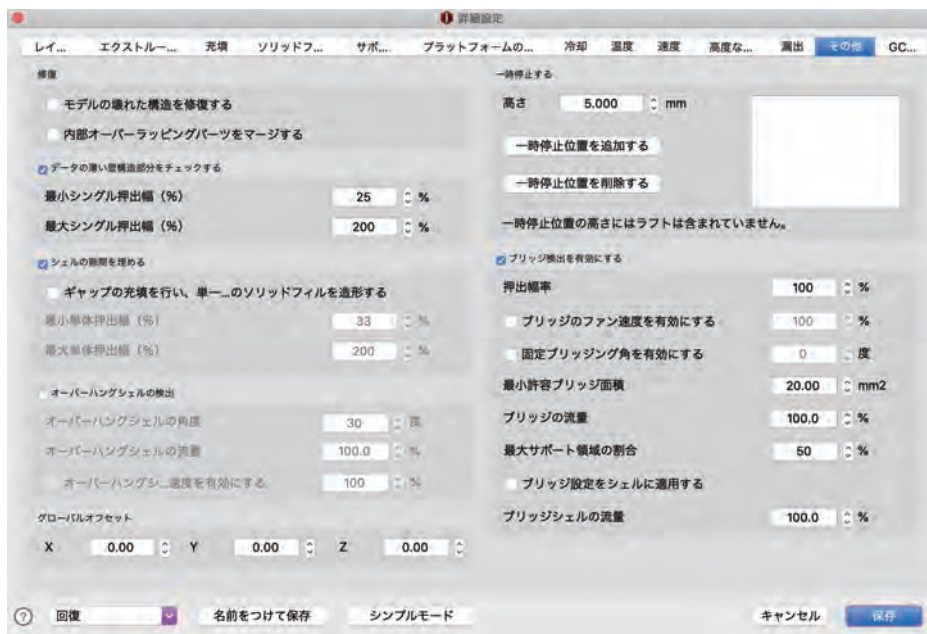 詳細設定
レイ... エクストルー... 充填 ソリッドフ... サポ... プラットフォームの... 冷却 温度 速度 高度な... 漏出 その他 GC...
修復
モデルの壊れた構造を修復する
内部オーバーラッピングパーツをマージする
データの薄い壁構造部分をチェックする
最小シングル押出幅（%） 25 %
最大シングル押出幅（%） 200 %
シェルの隙間を埋める
ギャップの充填を行い、単一...のソリッドフィルを造形する
最小単体押出幅（%） 33 %
最大単体押出幅（%） 200 %
オーバーハングシェルの検出
オーバーハングシェルの角度 30 度
オーバーハングシェルの流量 100.0 %
オーバーハングシ...速度を有効にする 100 %
グローバルオフセット
X 0.00 Y 0.00 Z 0.00
一時停止する
高さ 5.000 mm
一時停止位置を追加する
一時停止位置を削除する
一時停止位置の高さにはラフトは含まれていません。
ブリッジ検出を有効にする
押出幅率 100 %
ブリッジのファン速度を有効にする 100 %
固定ブリッジング角を有効にする 0 度
最小許容ブリッジ面積 20.00 mm2
ブリッジの流量 100.0 %
最大サポート領域の割合 50 %
ブリッジ設定をシェルに適用する
ブリッジシェルの流量 100.0 %
? 回復 名前をつけて保存 シンプルモード キャンセル 保存